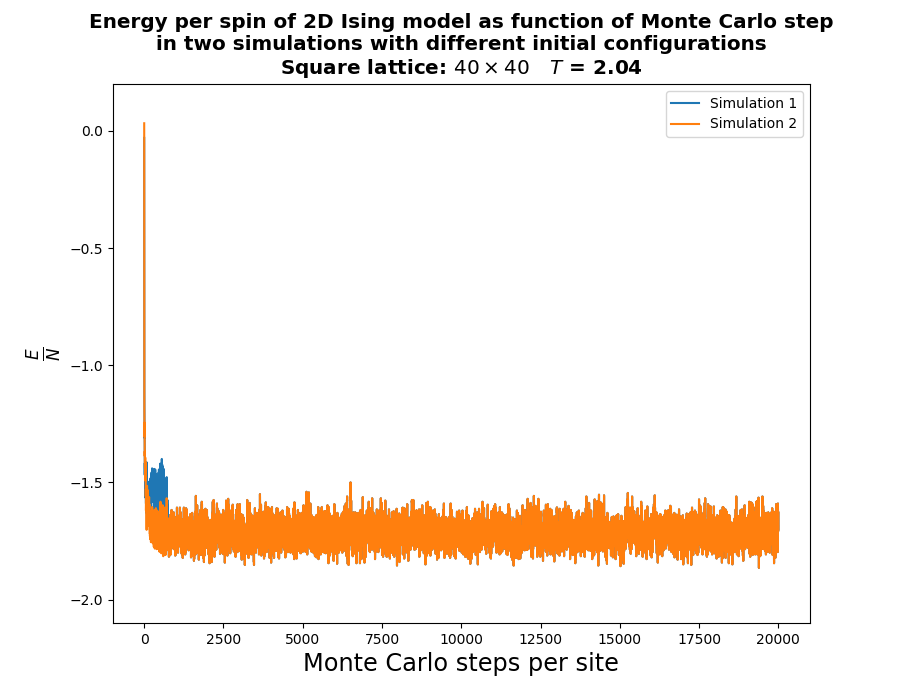 Energy per spin of 2D Ising model as function of Monte Carlo step
in two simulations with different initial configurations
Square lattice: 40 × 40 T = 2.04
Simulation 1
Simulation 2
0.0
−0.5
−1.0
−1.5
−2.0
E
N
0 2500 5000 7500 10000 12500 15000 17500 20000
Monte Carlo steps per site